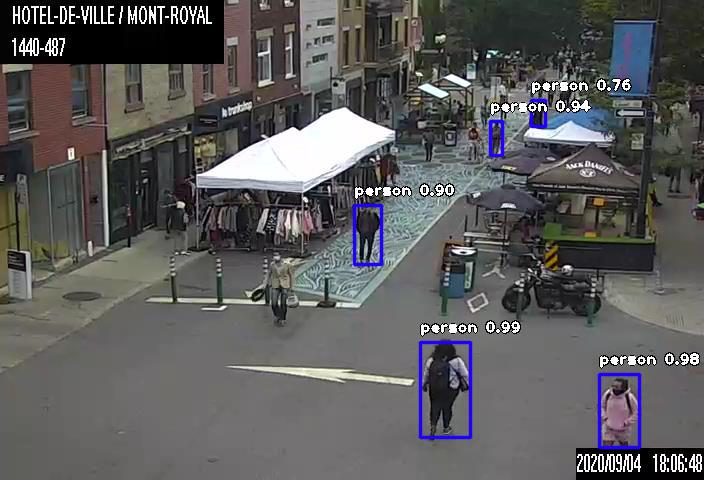 HOTEL-DE-VILLE / MONT-ROYAL
1440-487
person 0.76
person 0.94
trunkshop
JACK DANIEL'S
person 0.90
person 0.99
person 0.98
2020/09/04 18:06:48